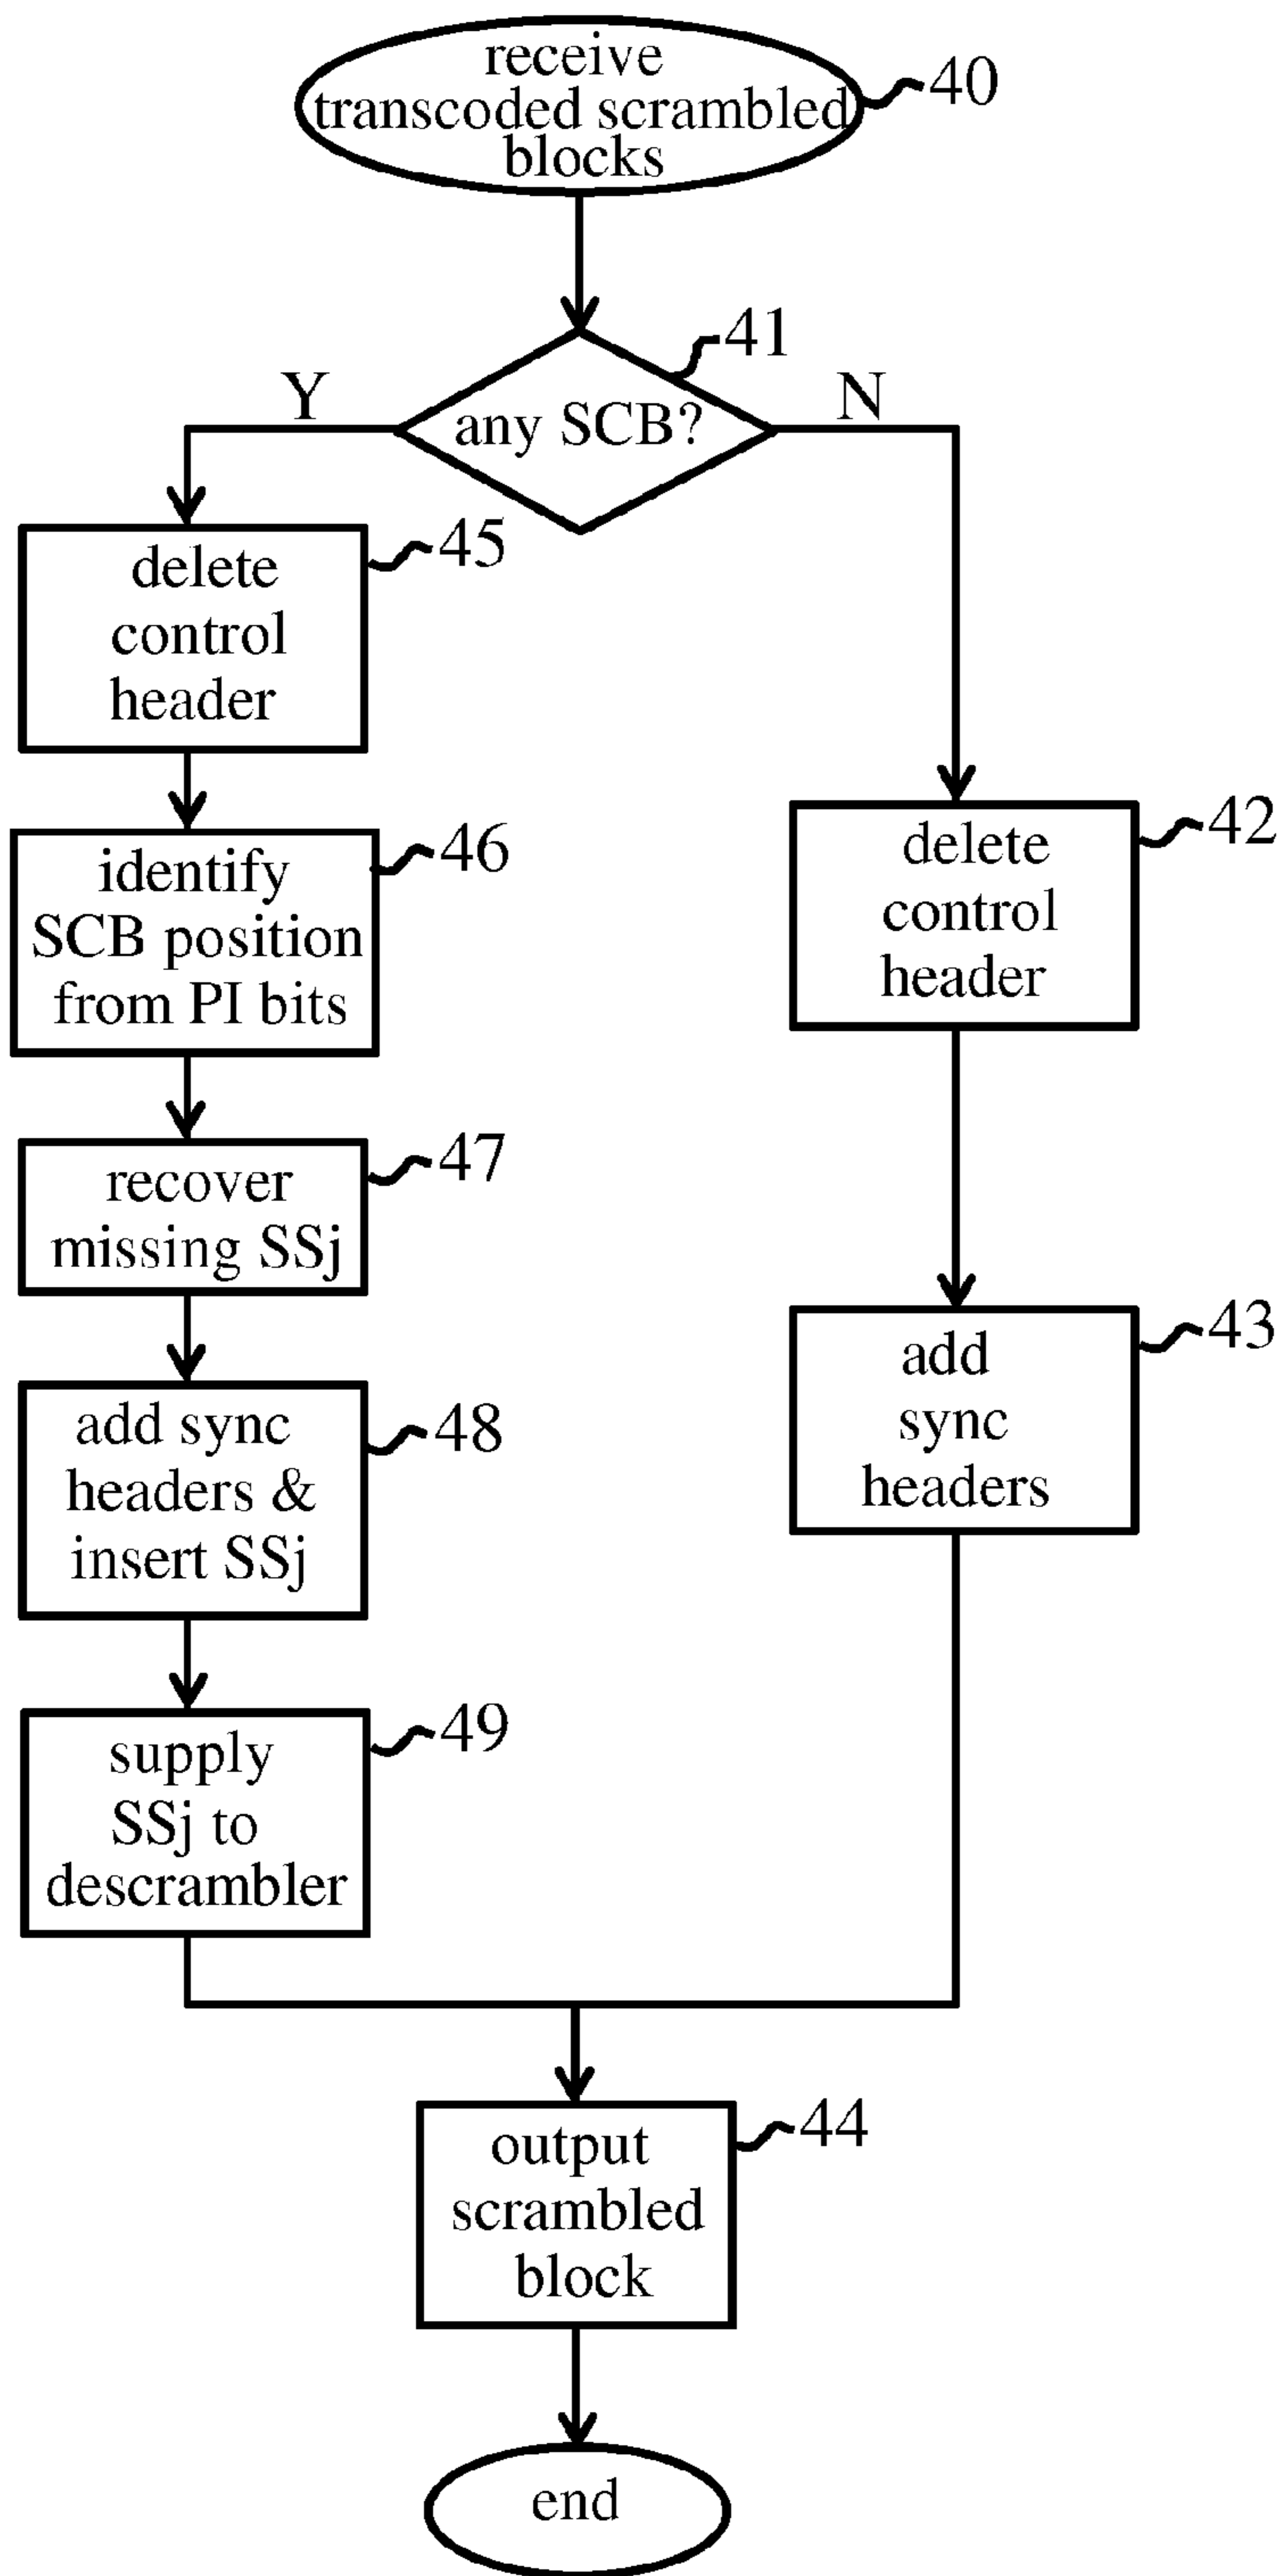 receive
transcoded scrambled
blocks
40
41
any SCB?
Y
N
delete
control
header
45
identify
SCB position
from PI bits
46
recover
missing SSj
47
add sync
headers &
insert SSj
48
supply
SSj to
descrambler
49
delete
control
header
42
add
sync
headers
43
output
scrambled
block
44
end